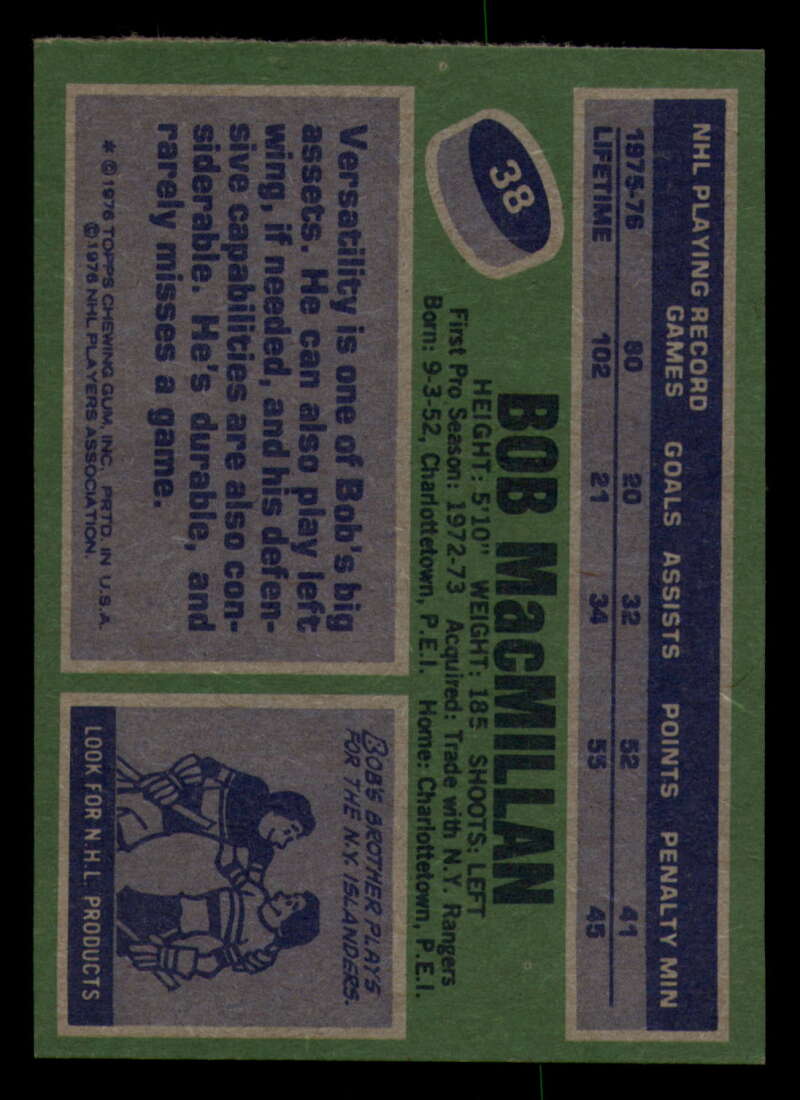 NHL PLAYING RECORD
GAMES GOALS ASSISTS POINTS PENALTY MIN
1975-76 80 20 32 52 41
LIFETIME 102 21 34 55 45
38
BOB MacMILLAN
HEIGHT: 5'10" WEIGHT: 185 SHOOTS: LEFT
First Pro Season: 1972-73 Acquired: Trade with N.Y. Rangers
Born: 9-3-52, Charlottetown, P.E.I. Home: Charlottetown, P.E.I.
Versatility is one of Bob's big
assets. He can also play left
wing, if needed, and his defen-
sive capabilities are also con-
siderable. He's durable, and
rarely misses a game.
* © 1976 TOPPS CHEWING GUM, INC. PRTD. IN U.S.A.
© 1976 NHL PLAYERS ASSOCIATION.
BOB'S BROTHER PLAYS
FOR THE N.Y. ISLANDERS.
LOOK FOR N.H.L. PRODUCTS